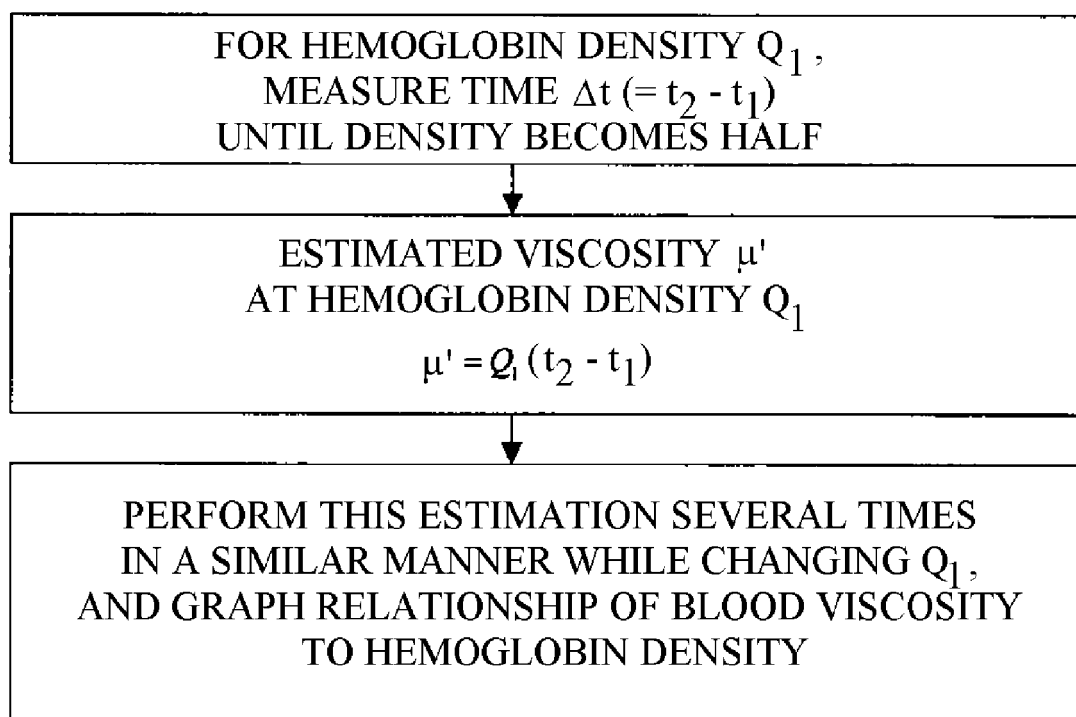 FOR HEMOGLOBIN DENSITY Q₁,
MEASURE TIME Δt (= t₂ - t₁)
UNTIL DENSITY BECOMES HALF
ESTIMATED VISCOSITY μ'
AT HEMOGLOBIN DENSITY Q₁
μ' = Q₁ (t₂ - t₁)
PERFORM THIS ESTIMATION SEVERAL TIMES
IN A SIMILAR MANNER WHILE CHANGING Q₁,
AND GRAPH RELATIONSHIP OF BLOOD VISCOSITY
TO HEMOGLOBIN DENSITY